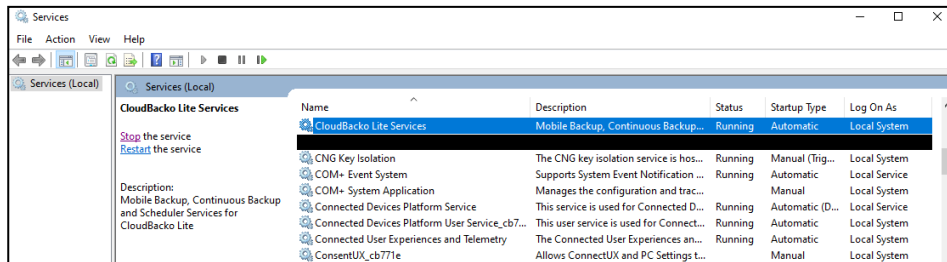 Services
File Action View Help
Services (Local)
Services (Local)
CloudBacko Lite Services
Stop the service
Restart the service
Description:
Mobile Backup, Continuous Backup
and Scheduler Services for
CloudBacko Lite
Name Description Status Startup Type Log On As
CloudBacko Lite Services Mobile Backup, Continuous Backup... Running Automatic Local System
CNG Key Isolation The CNG key isolation service is hos... Running Manual (Trig... Local System
COM+ Event System Supports System Event Notification ... Running Automatic Local Service
COM+ System Application Manages the configuration and trac... Manual Local System
Connected Devices Platform Service This service is used for Connected D... Running Automatic (D... Local Service
Connected Devices Platform User Service_cb7... This user service is used for Connect... Running Automatic Local System
Connected User Experiences and Telemetry The Connected User Experiences an... Running Automatic Local System
ConsentUX_cb771e Allows ConnectUX and PC Settings t... Manual Local System